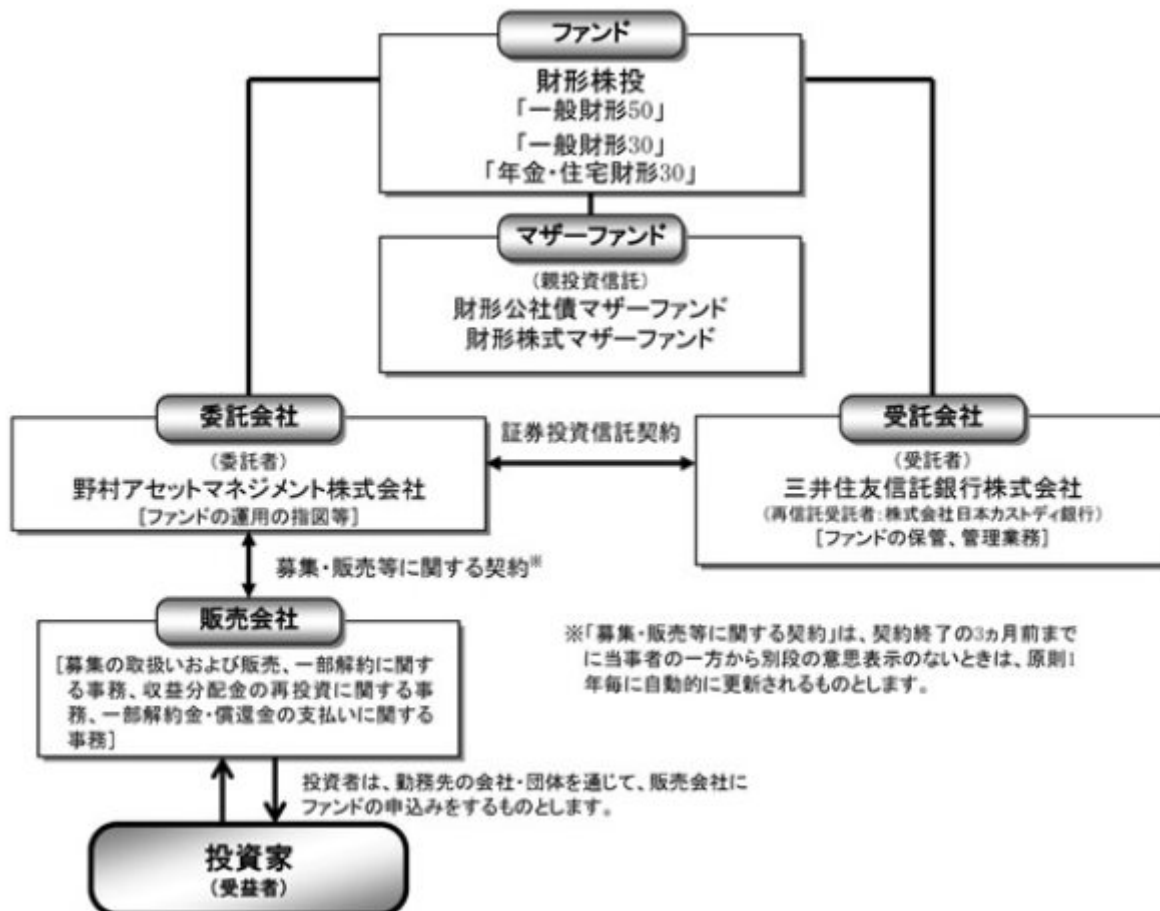 ファンド
財形株投
「一般財形50」
「一般財形30」
「年金・住宅財形30」
マザーファンド
(親投資信託)
財形公社債マザーファンド
財形株式マザーファンド
委託会社
(委託者)
野村アセットマネジメント株式会社
[ファンドの運用の指図等]
証券投資信託契約
受託会社
(受託者)
三井住友信託銀行株式会社
(再信託受託者:株式会社日本カストディ銀行)
[ファンドの保管、管理業務]
募集・販売等に関する契約※
販売会社
[募集の取扱いおよび販売、一部解約に関す
る事務、収益分配金の再投資に関する事
務、一部解約金・償還金の支払いに関する
事務]
※「募集・販売等に関する契約」は、契約終了の3ヵ月前まで
に当事者の一方から別段の意思表示のないときは、原則1
年毎に自動的に更新されるものとします。
投資者は、勤務先の会社・団体を通じて、販売会社に
ファンドの申込みをするものとします。
投資家
(受益者)